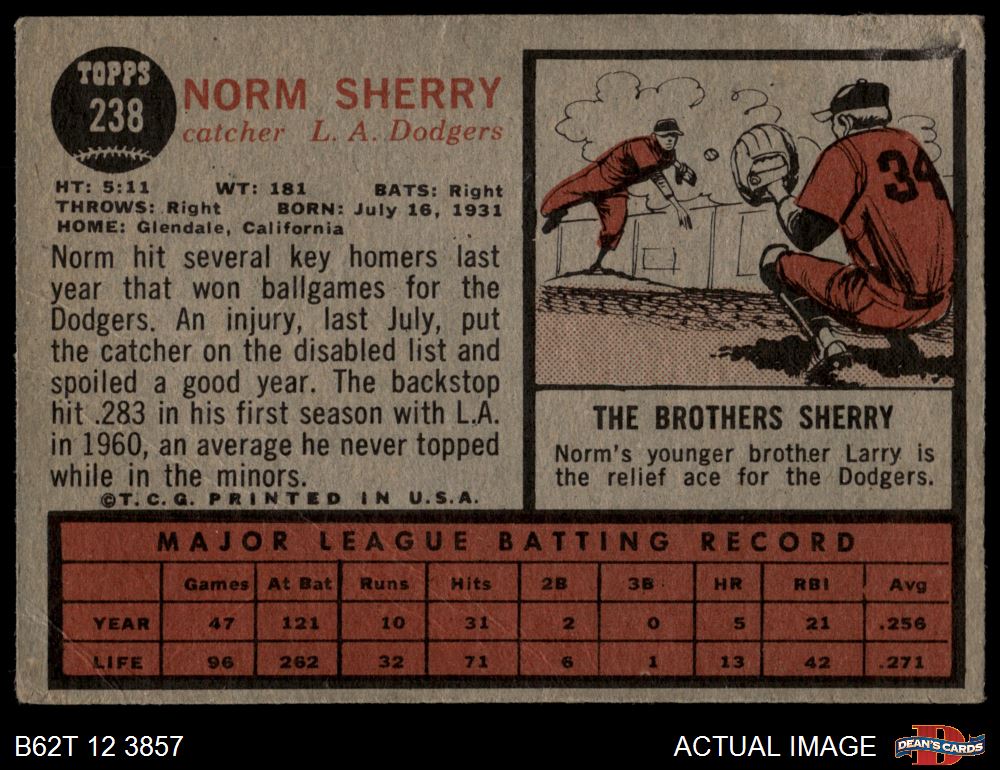 TOPPS
238
NORM SHERRY
catcher L. A. Dodgers
HT: 5:11 WT: 181 BATS: Right
THROWS: Right BORN: July 16, 1931
HOME: Glendale, California
Norm hit several key homers last
year that won ballgames for the
Dodgers. An injury, last July, put
the catcher on the disabled list and
spoiled a good year. The backstop
hit .283 in his first season with L.A.
in 1960, an average he never topped
while in the minors.
©T.C.G. PRINTED IN U.S.A.
34
THE BROTHERS SHERRY
Norm's younger brother Larry is
the relief ace for the Dodgers.
MAJOR LEAGUE BATTING RECORD
Games At Bat Runs Hits 2B 3B HR RBI Avg
YEAR 47 121 10 31 2 0 5 21 .256
LIFE 96 262 32 71 6 1 13 42 .271
B62T 12 3857
ACTUAL IMAGE
D
DEAN'S CARDS